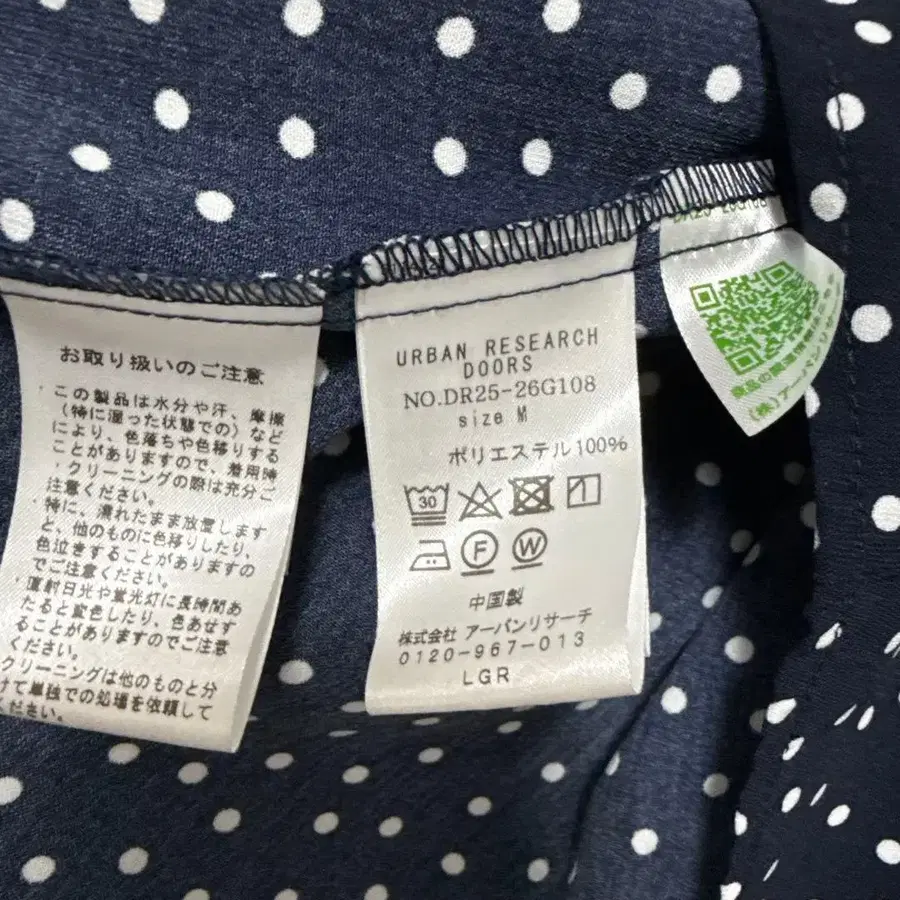 お取り扱いのご注意
・この製品は水分や汗、摩擦
(特に湿った状態での)など
により、色落ちや色移りする
ことがありますので、着用時
・クリーニングの際は充分ご
注意ください。
・特に、濡れたまま放置します
と、他のものに色移りしたり、
色泣きすることがありますの
でご注意ください。
・直射日光や蛍光灯に長時間あ
たると変色したり、色あせす
ることがありますのでご注意
ください。
クリーニングは他のものと分
けて単独での処理を依頼して
ください。
URBAN RESEARCH
DOORS
NO.DR25-26G108
size M
ポリエステル100%
30
F W
中国製
株式会社 アーバンリサーチ
0120-967-013
LGR
DR25-26G108
(株)アーバンリ